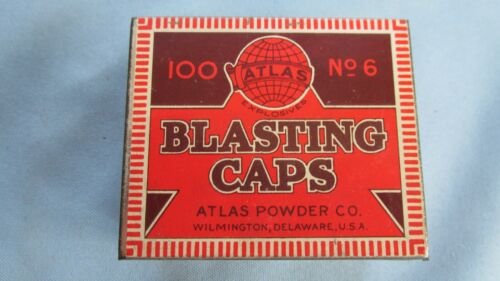 100 ATLAS No 6
EXPLOSIVES
BLASTING
CAPS
ATLAS POWDER CO.
WILMINGTON, DELAWARE, U.S.A.